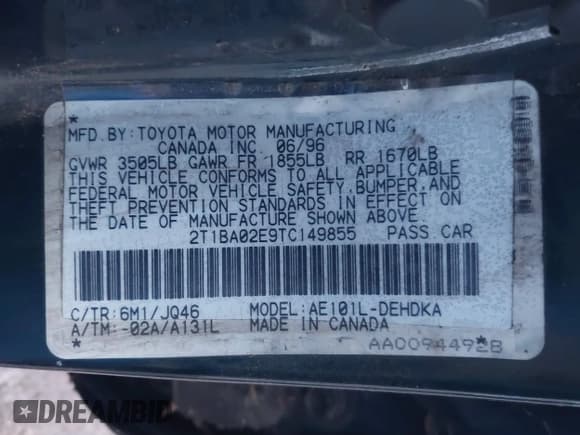 *
MFD.BY:TOYOTA MOTOR MANUFACTURING
CANADA INC. 06/96
GVWR 3505LB GAWR FR 1855LB RR 1670LB
THIS VEHICLE CONFORMS TO ALL APPLICABLE
FEDERAL MOTOR VEHICLE SAFETY,BUMPER,AND
THEFT PREVENTION STANDARDS IN EFFECT ON
THE DATE OF MANUFACTURE SHOWN ABOVE
2T1BA02E9TC149855 PASS CAR
C/TR:6M1/JQ46 MODEL:AE101L-DEHDKA
A/TM:-02A/A131L MADE IN CANADA
*
AA0094492B
DREAMBID